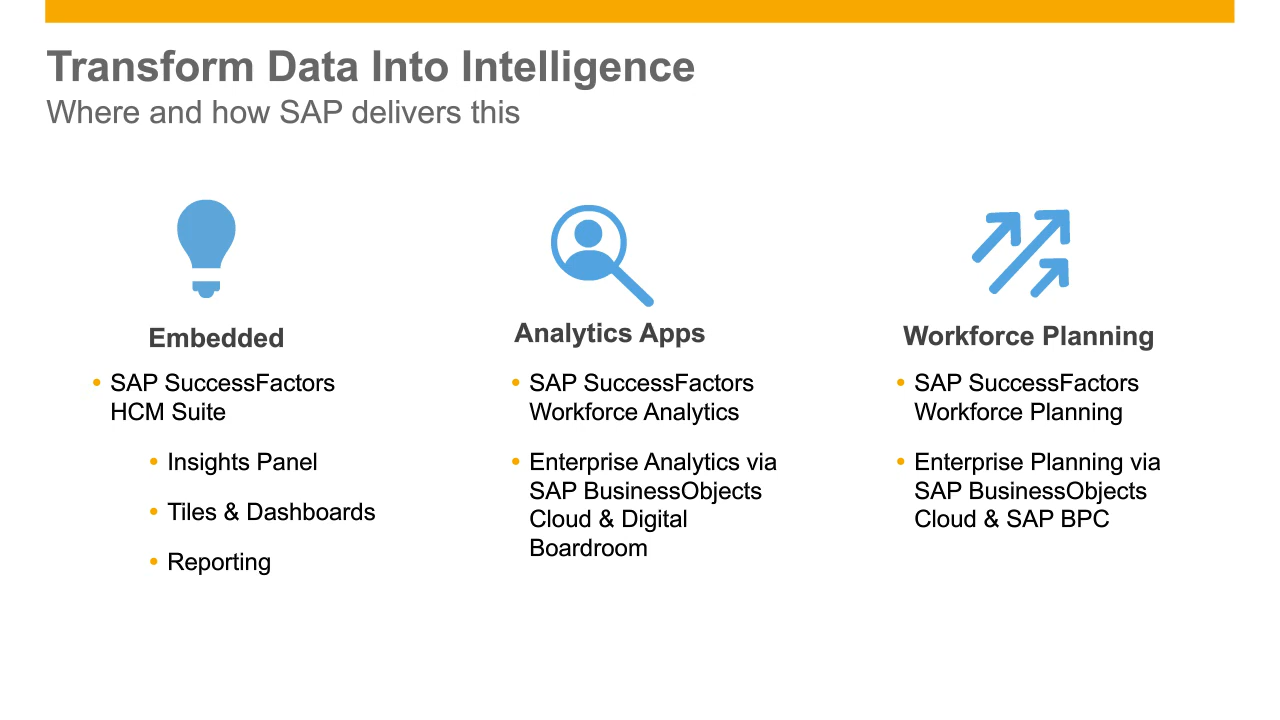 Transform Data Into Intelligence
Where and how SAP delivers this
Embedded
• SAP SuccessFactors
HCM Suite
• Insights Panel
• Tiles & Dashboards
• Reporting
Analytics Apps
• SAP SuccessFactors
Workforce Analytics
• Enterprise Analytics via
SAP BusinessObjects
Cloud & Digital
Boardroom
Workforce Planning
• SAP SuccessFactors
Workforce Planning
• Enterprise Planning via
SAP BusinessObjects
Cloud & SAP BPC